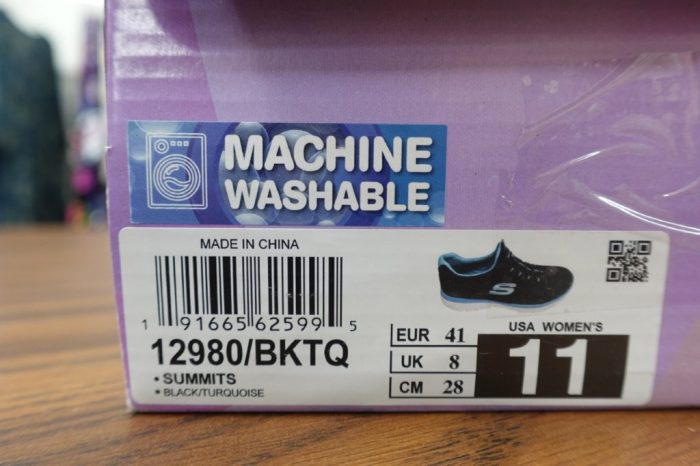 MACHINE
WASHABLE
MADE IN CHINA
1 91665 62599 5
12980/BKTQ
• SUMMITS
• BLACK/TURQUOISE
S
EUR 41
UK 8
CM 28
USA WOMEN'S
11